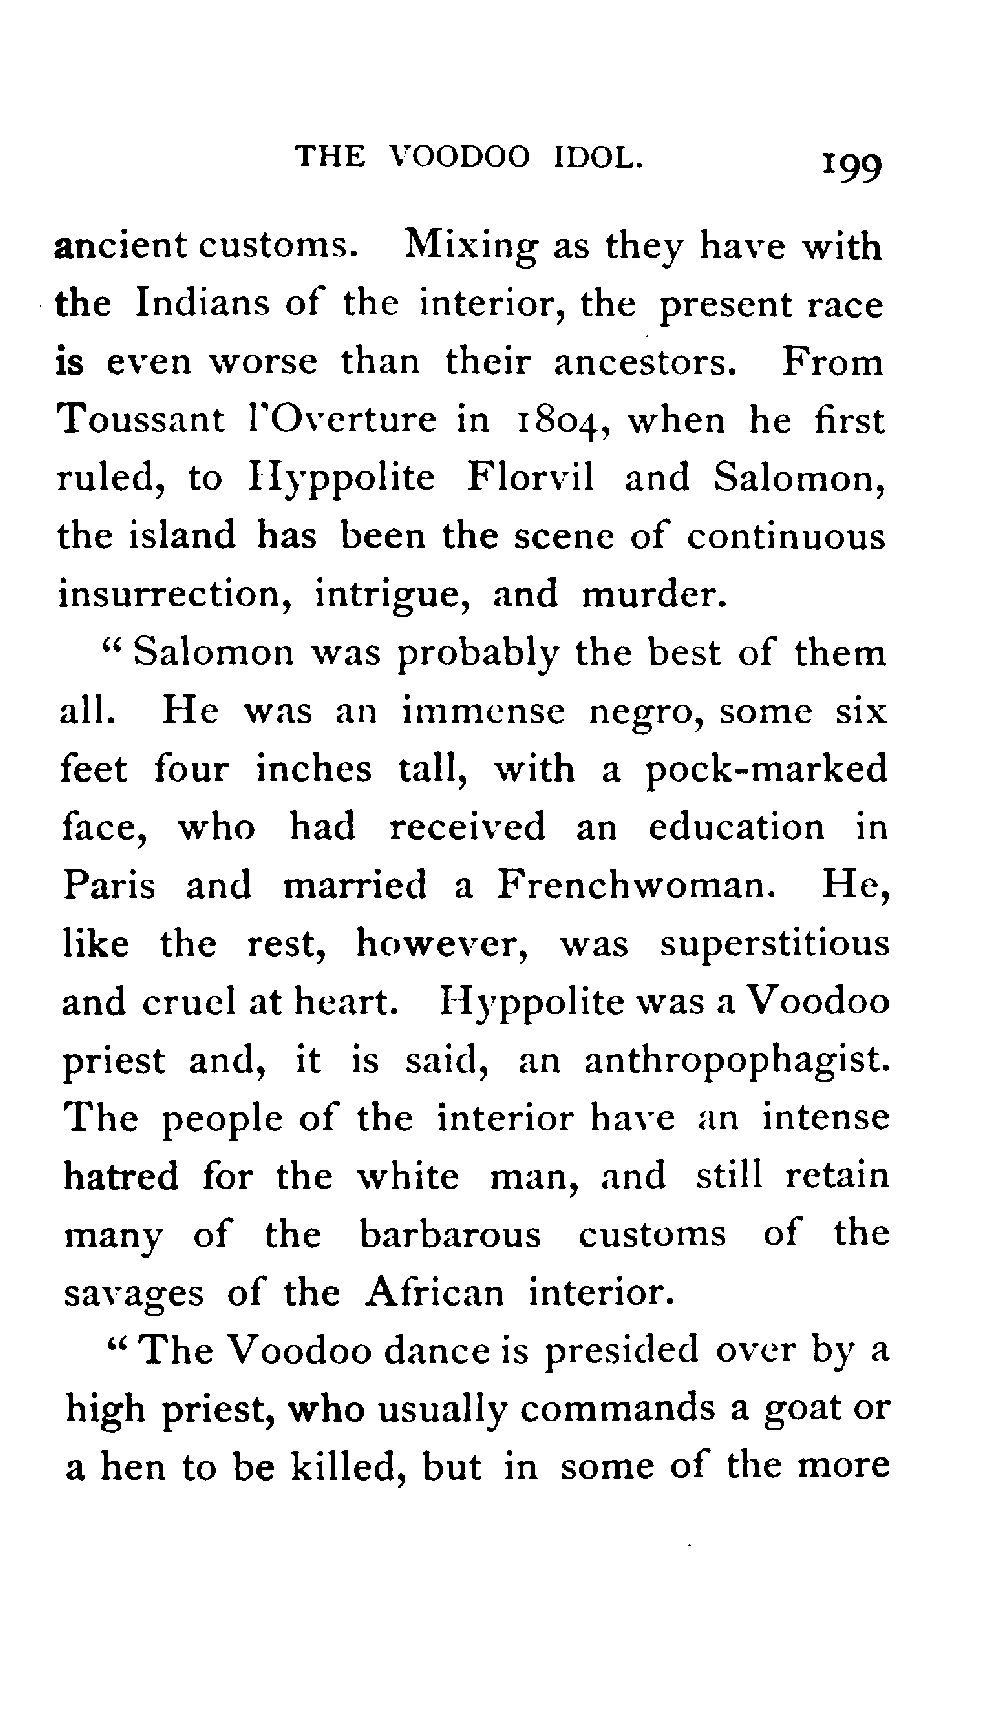 THE VOODOO IDOL. 199
ancient customs. Mixing as they have with
the Indians of the interior, the present race
is even worse than their ancestors. From
Toussant l'Overture in 1804, when he first
ruled, to Hyppolite Florvil and Salomon,
the island has been the scene of continuous
insurrection, intrigue, and murder.
“ Salomon was probably the best of them
all. He was an immense negro, some six
feet four inches tall, with a pock-marked
face, who had received an education in
Paris and married a Frenchwoman. He,
like the rest, however, was superstitious
and cruel at heart. Hyppolite was a Voodoo
priest and, it is said, an anthropophagist.
The people of the interior have an intense
hatred for the white man, and still retain
many of the barbarous customs of the
savages of the African interior.
“ The Voodoo dance is presided over by a
high priest, who usually commands a goat or
a hen to be killed, but in some of the more